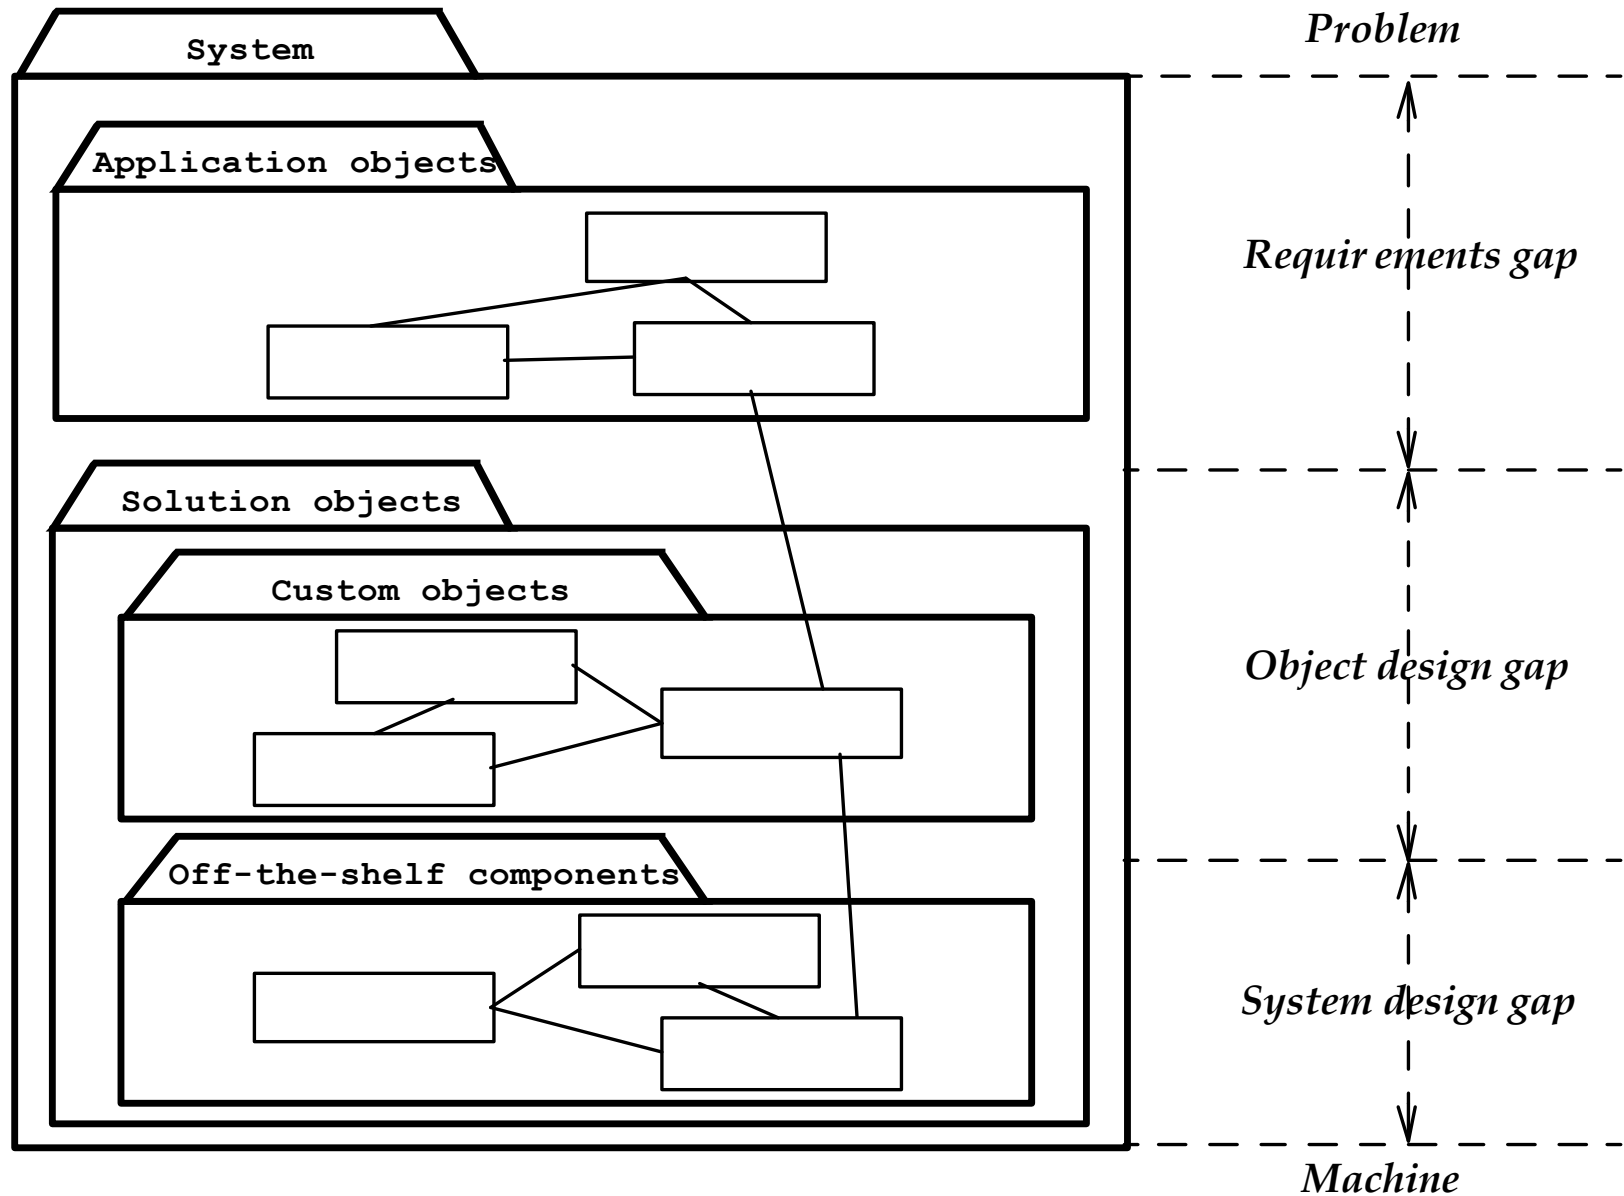 Problem
System
Application objects
Requir ements gap
Solution objects
Custom objects
Object design gap
Off-the-shelf components
System design gap
Machine